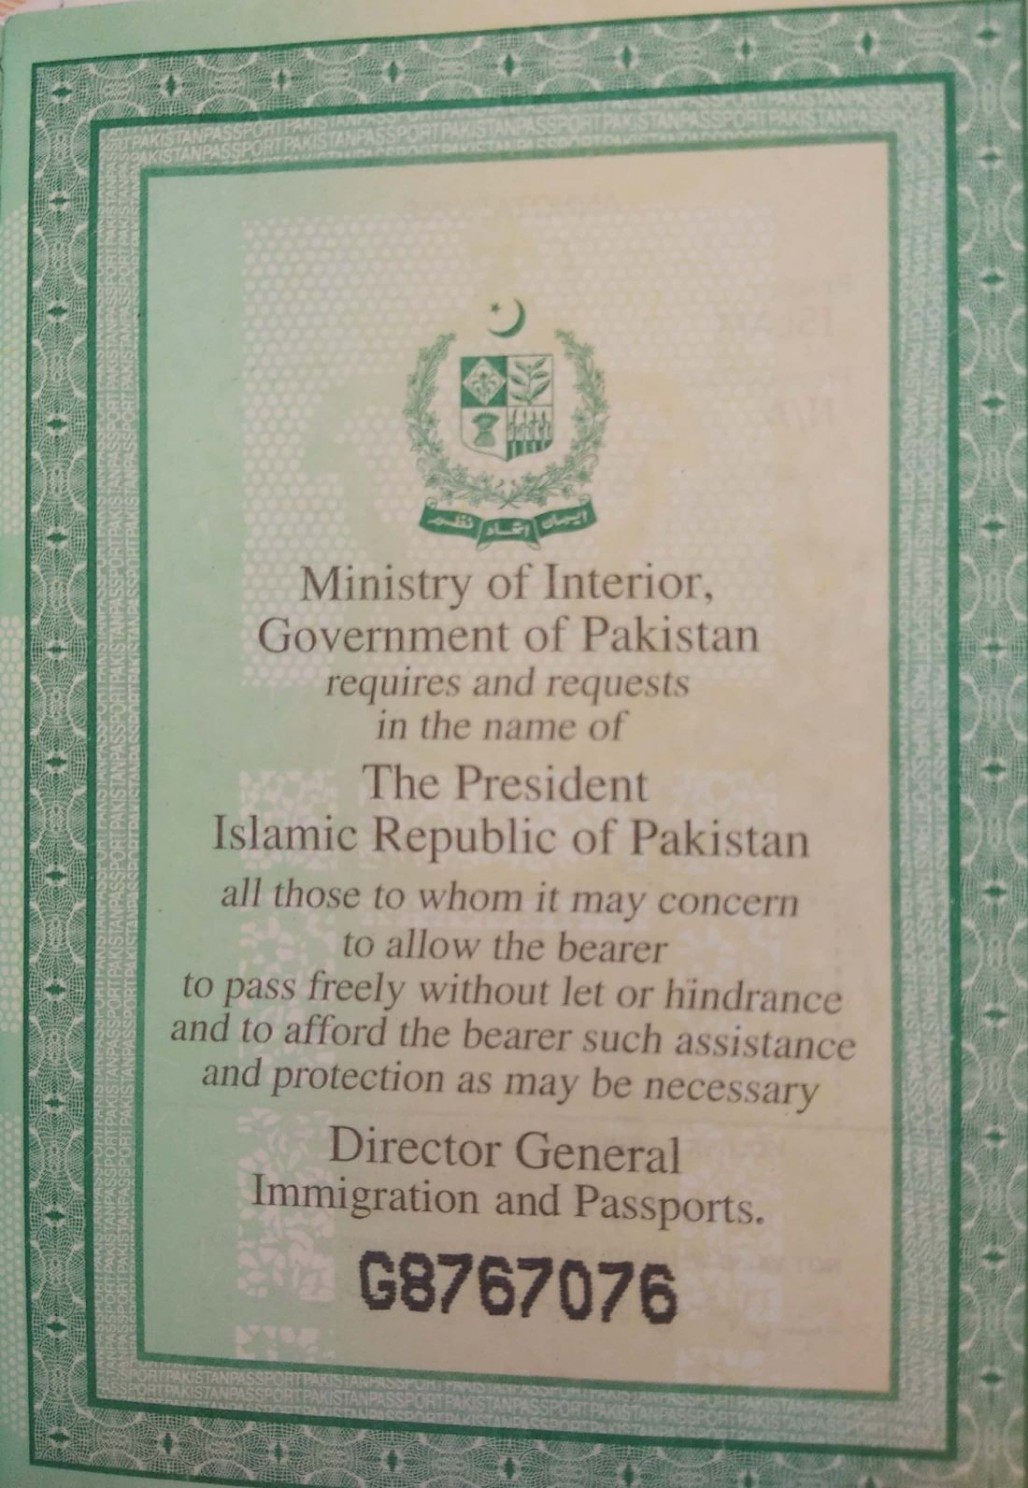 ایمان اتحاد نظم
Ministry of Interior,
Government of Pakistan
requires and requests
in the name of
The President
Islamic Republic of Pakistan
all those to whom it may concern
to allow the bearer
to pass freely without let or hindrance
and to afford the bearer such assistance
and protection as may be necessary
Director General
Immigration and Passports.
G8767076